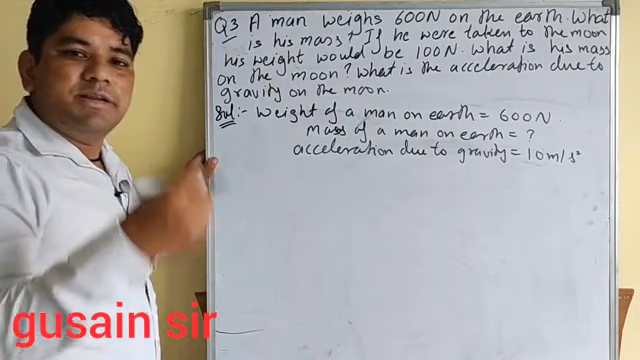 Q3 A man weighs 600N on the earth. What
is his mass? If he were taken to the moon
his weight would be 100N. What is his mass
on the moon? What is the acceleration due to
gravity on the moon.
Sol:- Weight of a man on earth = 600N.
mass of a man on earth = ?
acceleration due to gravity = 10m/s²
gusain sir